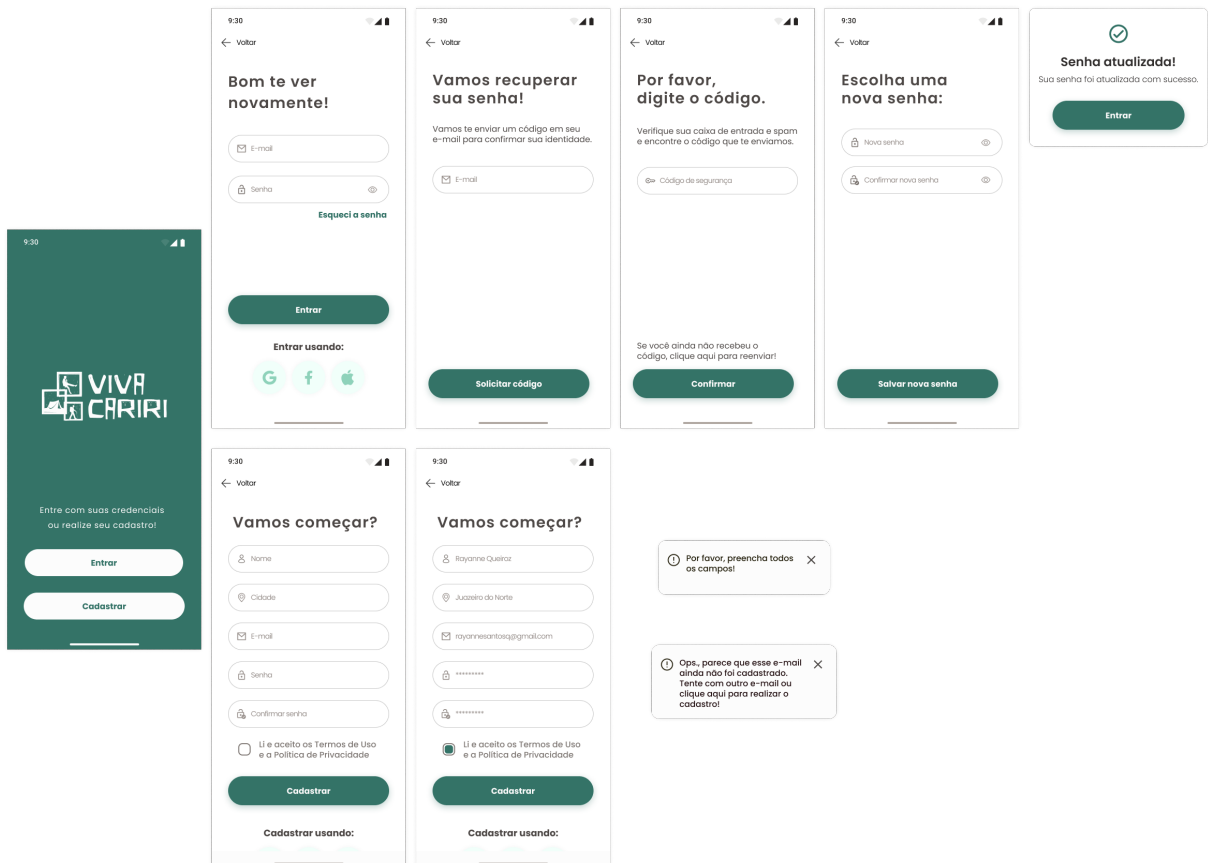 9:30
VIVA
CARIRI
Entre com suas credenciais
ou realize seu cadastro!
Entrar
Cadastrar
9:30
Voltar
Bom te ver
novamente!
E-mail
Senha
Esqueci a senha
Entrar
Entrar usando:
9:30
Voltar
Vamos recuperar
sua senha!
Vamos te enviar um código em seu
e-mail para confirmar sua identidade.
E-mail
Solicitar código
9:30
Voltar
Por favor,
digite o código.
Verifique sua caixa de entrada e spam
e encontre o código que te enviamos.
Código de segurança
Se você ainda não recebeu o
código, clique aqui para reenviar!
Confirmar
9:30
Voltar
Escolha uma
nova senha:
Nova senha
Confirmar nova senha
Salvar nova senha
Senha atualizada!
Sua senha foi atualizada com sucesso.
Entrar
9:30
Voltar
Vamos começar?
Nome
Cidade
E-mail
Senha
Confirmar senha
Li e aceito os Termos de Uso
e a Política de Privacidade
Cadastrar
Cadastrar usando:
9:30
Voltar
Vamos começar?
Rayanne Queiroz
Juazeiro do Norte
rayannesantosq@gmail.com
*********
*********
Li e aceito os Termos de Uso
e a Política de Privacidade
Cadastrar
Cadastrar usando:
Por favor, preencha todos
os campos!
Ops., parece que esse e-mail
ainda não foi cadastrado.
Tente com outro e-mail ou
clique aqui para realizar o
cadastro!